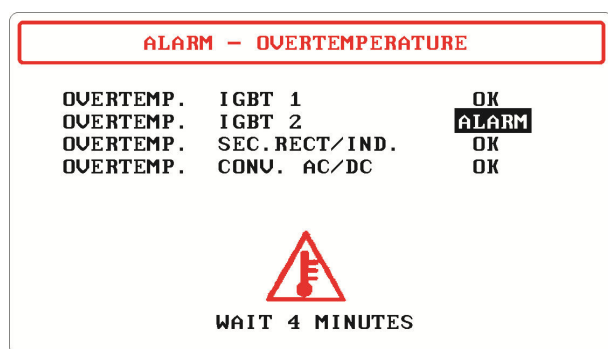 ALARM – OVERTEMPERATURE
OVERTEMP. IGBT 1 OK
OVERTEMP. IGBT 2 ALARM
OVERTEMP. SEC.RECT/IND. OK
OVERTEMP. CONV. AC/DC OK
WAIT 4 MINUTES